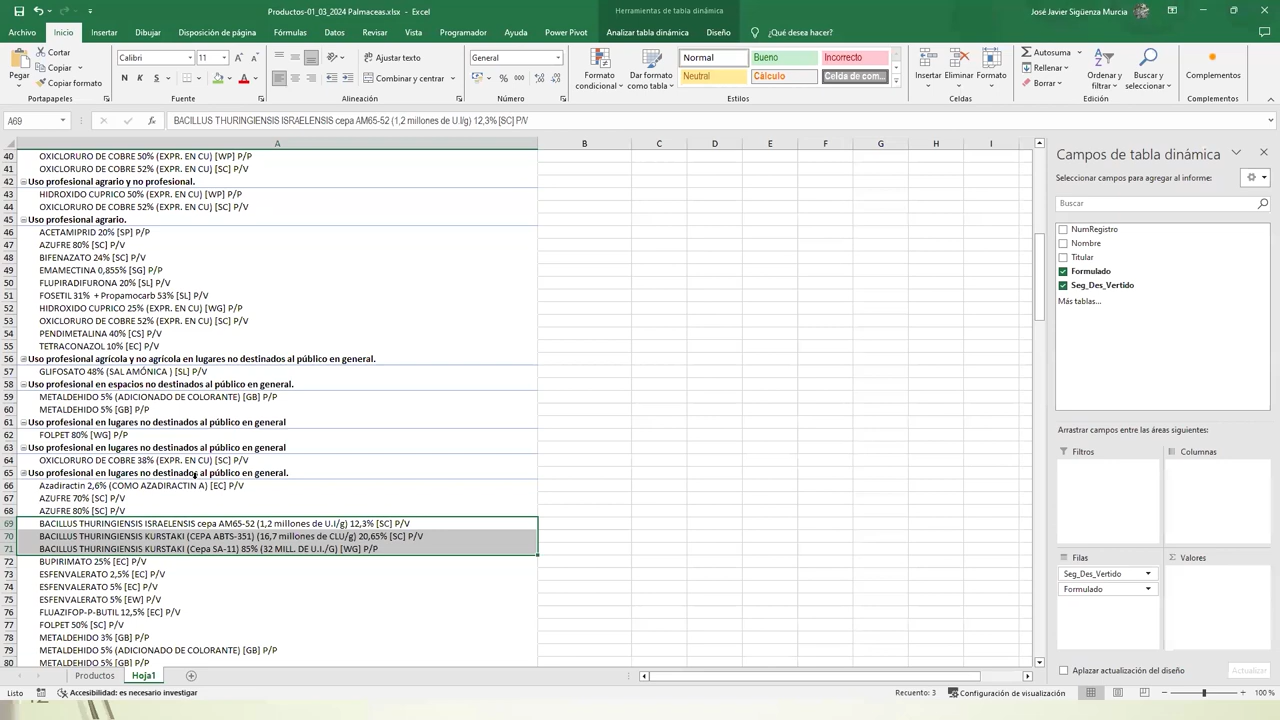 Productos-01_03_2024 Palmaceas.xlsx - Excel
Herramientas de tabla dinámica
José Javier Sigüenza Murcia
Archivo Inicio Insertar Dibujar Disposición de página Fórmulas Datos Revisar Vista Programador Ayuda Power Pivot Analizar tabla dinámica Diseño ¿Qué desea hacer?
Pegar
Cortar
Copiar
Copiar formato
Portapapeles
Calibri 11
N K S
Fuente
Ajustar texto
Combinar y centrar
Alineación
General
% 000
Número
Formato condicional
Dar formato como tabla
Normal Bueno Incorrecto
Neutral Cálculo Celda de com...
Estilos
Insertar Eliminar Formato
Celdas
Autosuma
Rellenar
Borrar
Ordenar y filtrar
Buscar y seleccionar
Edición
Complementos
Complementos
A69 fx BACILLUS THURINGIENSIS ISRAELENSIS cepa AM65-52 (1,2 millones de U.I/g) 12,3% [SC] P/V
A B C D E F G H I
40 OXICLORURO DE COBRE 50% (EXPR. EN CU) [WP] P/P
41 OXICLORURO DE COBRE 52% (EXPR. EN CU) [SC] P/V
42 Uso profesional agrario y no profesional.
43 HIDROXIDO CUPRICO 50% (EXPR. EN CU) [WP] P/P
44 OXICLORURO DE COBRE 52% (EXPR. EN CU) [SC] P/V
45 Uso profesional agrario.
46 ACETAMIPRID 20% [SP] P/P
47 AZUFRE 80% [SC] P/V
48 BIFENAZATO 24% [SC] P/V
49 EMAMECTINA 0,855% [SG] P/P
50 FLUPIRADIFURONA 20% [SL] P/V
51 FOSETIL 31% + Propamocarb 53% [SL] P/V
52 HIDROXIDO CUPRICO 25% (EXPR. EN CU) [WG] P/P
53 OXICLORURO DE COBRE 52% (EXPR. EN CU) [SC] P/V
54 PENDIMETALINA 40% [CS] P/V
55 TETRACONAZOL 10% [EC] P/V
56 Uso profesional agrícola y no agrícola en lugares no destinados al público en general.
57 GLIFOSATO 48% (SAL AMÓNICA ) [SL] P/V
58 Uso profesional en espacios no destinados al público en general.
59 METALDEHIDO 5% (ADICIONADO DE COLORANTE) [GB] P/P
60 METALDEHIDO 5% [GB] P/P
61 Uso profesional en lugares no destinados al público en general
62 FOLPET 80% [WG] P/P
63 Uso profesional en lugares no destinados al público en general
64 OXICLORURO DE COBRE 38% (EXPR. EN CU) [SC] P/V
65 Uso profesional en lugares no destinados al público en general.
66 Azadiractin 2,6% (COMO AZADIRACTIN A) [EC] P/V
67 AZUFRE 70% [SC] P/V
68 AZUFRE 80% [SC] P/V
69 BACILLUS THURINGIENSIS ISRAELENSIS cepa AM65-52 (1,2 millones de U.I/g) 12,3% [SC] P/V
70 BACILLUS THURINGIENSIS KURSTAKI (CEPA ABTS-351) (16,7 millones de CLU/g) 20,65% [SC] P/V
71 BACILLUS THURINGIENSIS KURSTAKI (Cepa SA-11) 85% (32 MILL. DE U.I./G) [WG] P/P
72 BUPIRIMATO 25% [EC] P/V
73 ESFENVALERATO 2,5% [EC] P/V
74 ESFENVALERATO 5% [EC] P/V
75 ESFENVALERATO 5% [EW] P/V
76 FLUAZIFOP-P-BUTIL 12,5% [EC] P/V
77 FOLPET 50% [SC] P/V
78 METALDEHIDO 3% [GB] P/P
79 METALDEHIDO 5% (ADICIONADO DE COLORANTE) [GB] P/P
80 METALDEHIDO 5% [GB] P/P
Campos de tabla dinámica
Seleccionar campos para agregar al informe:
Buscar
NumRegistro
Nombre
Titular
Formulado
Seg_Des_Vertido
Más tablas...
Arrastrar campos entre las áreas siguientes:
Filtros Columnas
Filas Valores
Seg_Des_Vertido
Formulado
Aplazar actualización del diseño Actualizar
Productos Hoja1
Listo Accesibilidad: es necesario investigar Recuento: 3 Configuración de visualización 100 %